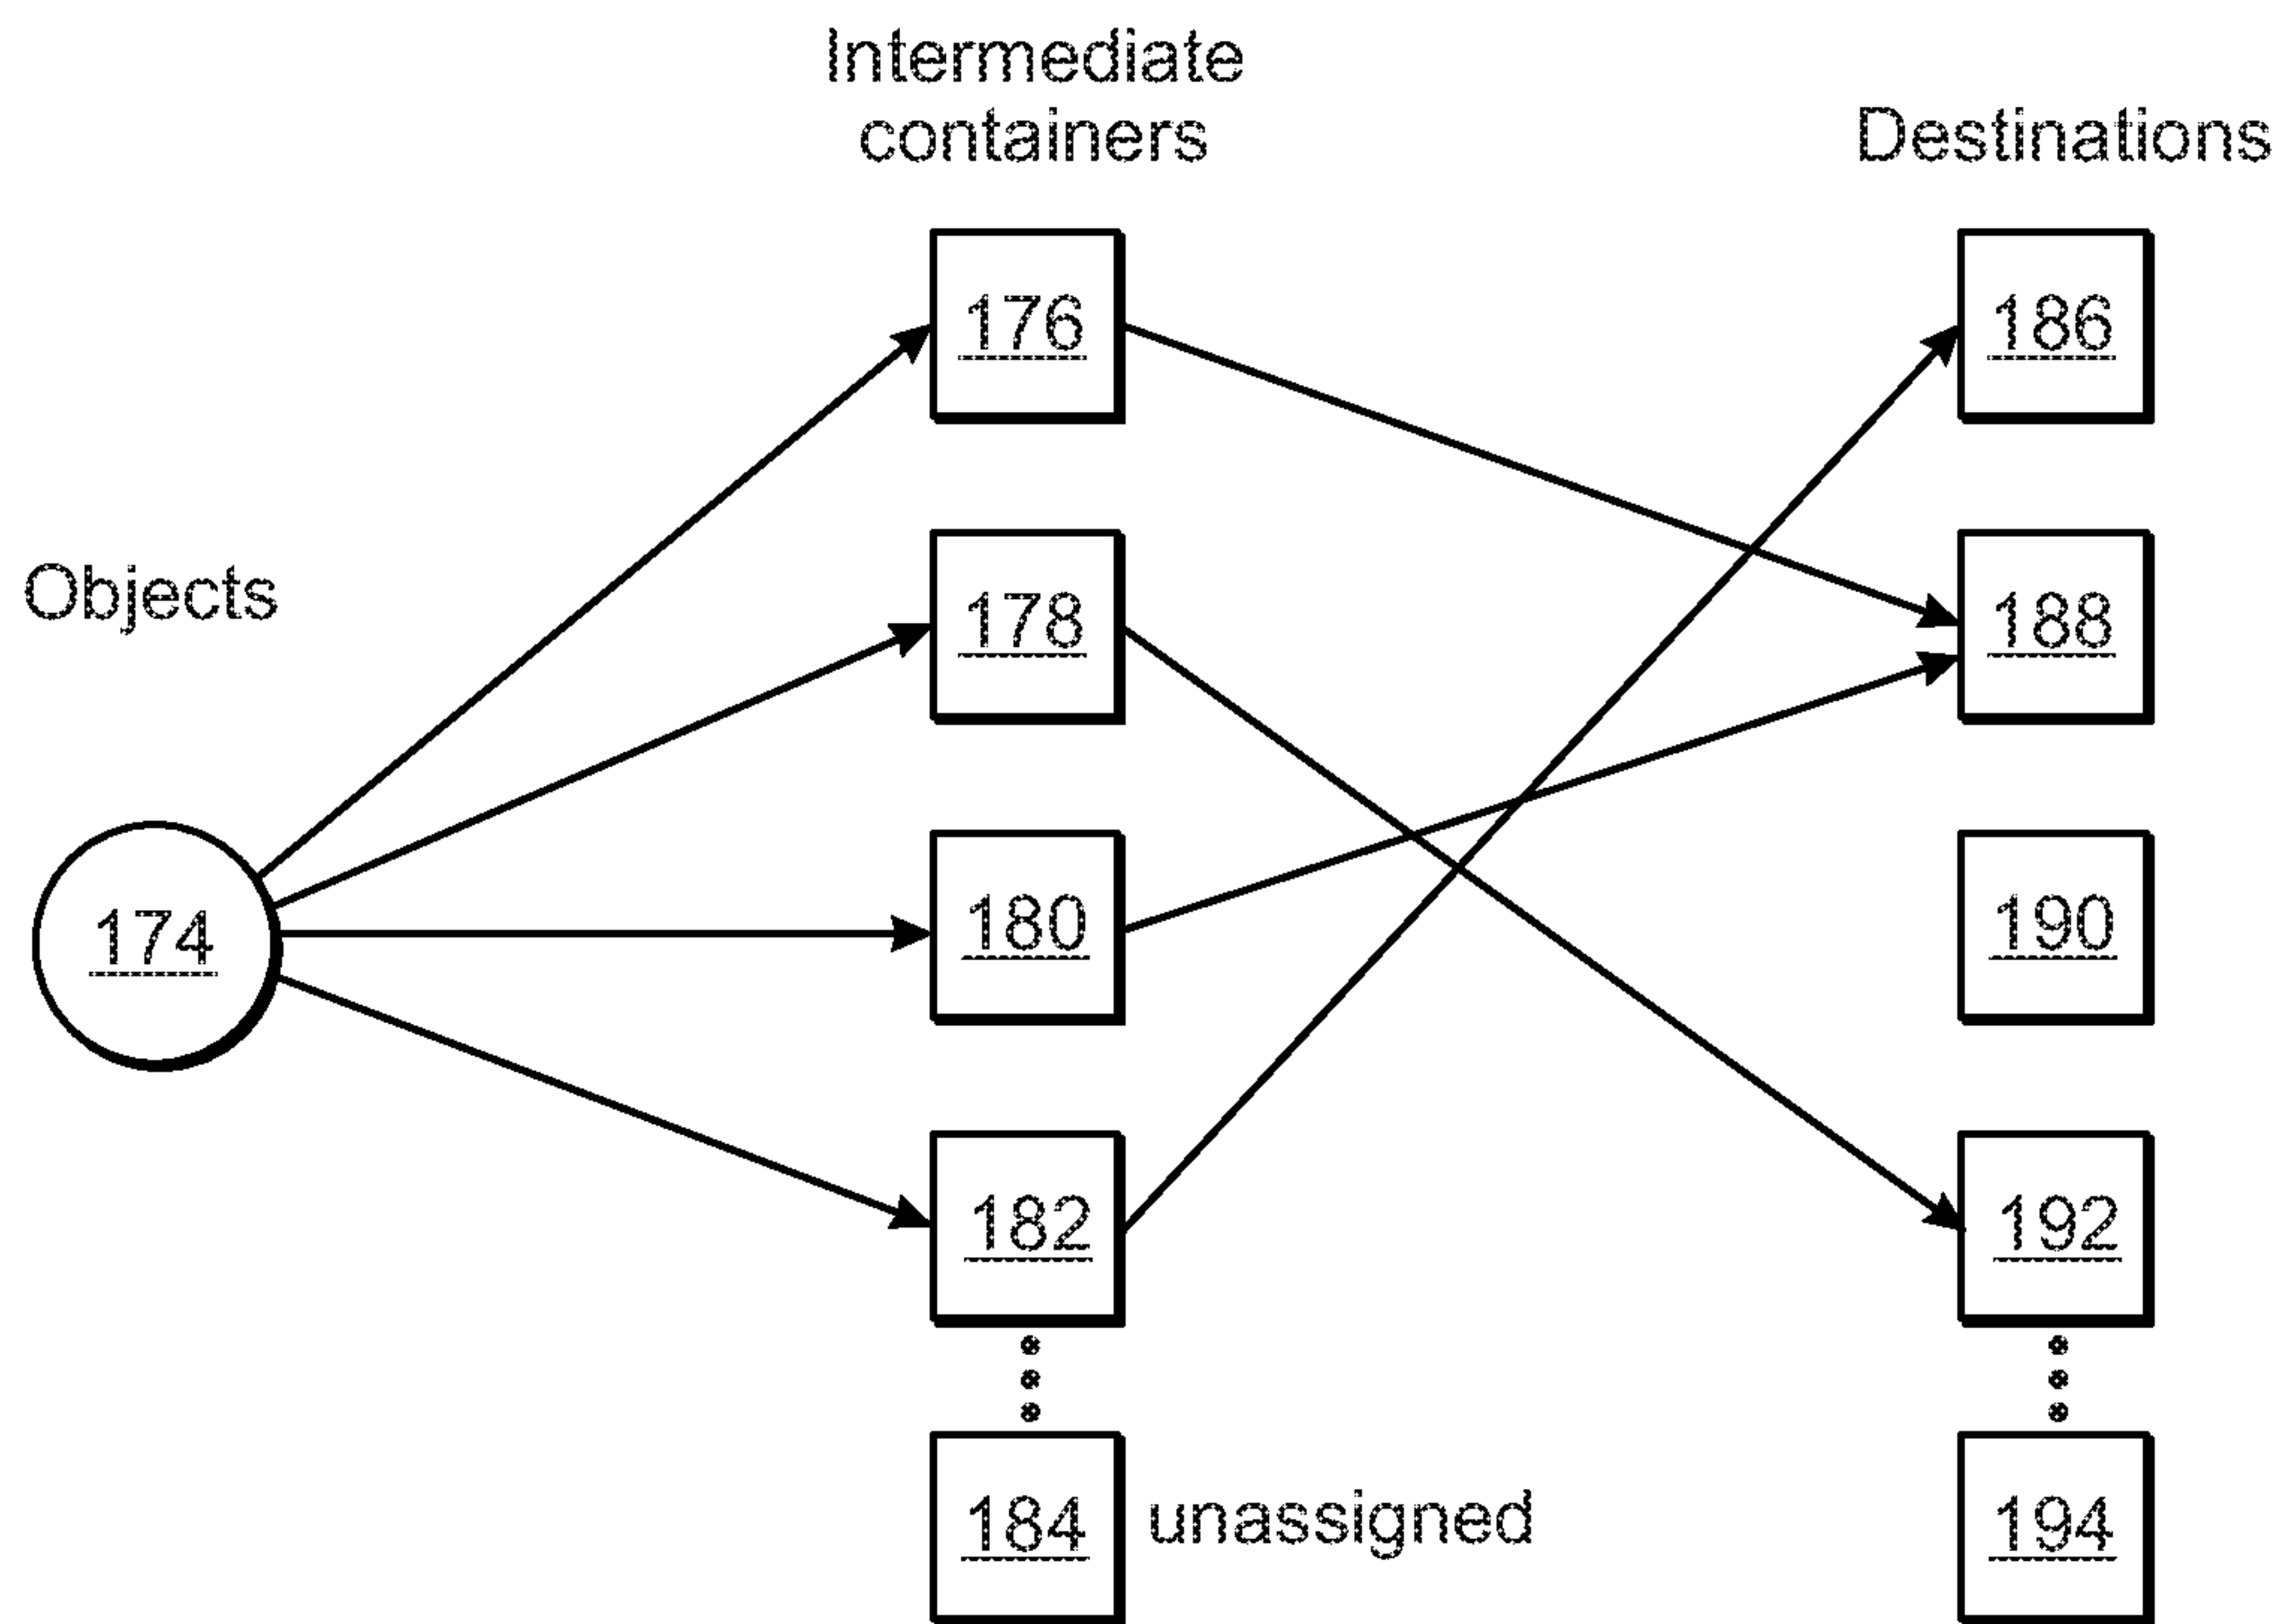 Intermediate
containers
Destinations
176
186
Objects
178
188
174
180
190
182
192
184
unassigned
194